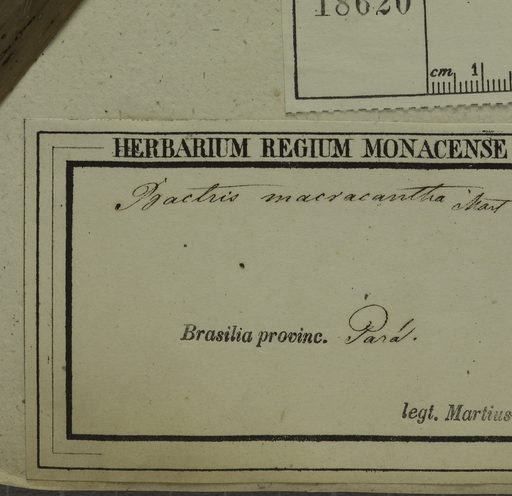 18620
cm 1
HERBARIUM REGIUM MONACENSE
Bactris macracantha Mart
Brasilia provinc. Pará.
legt. Martius